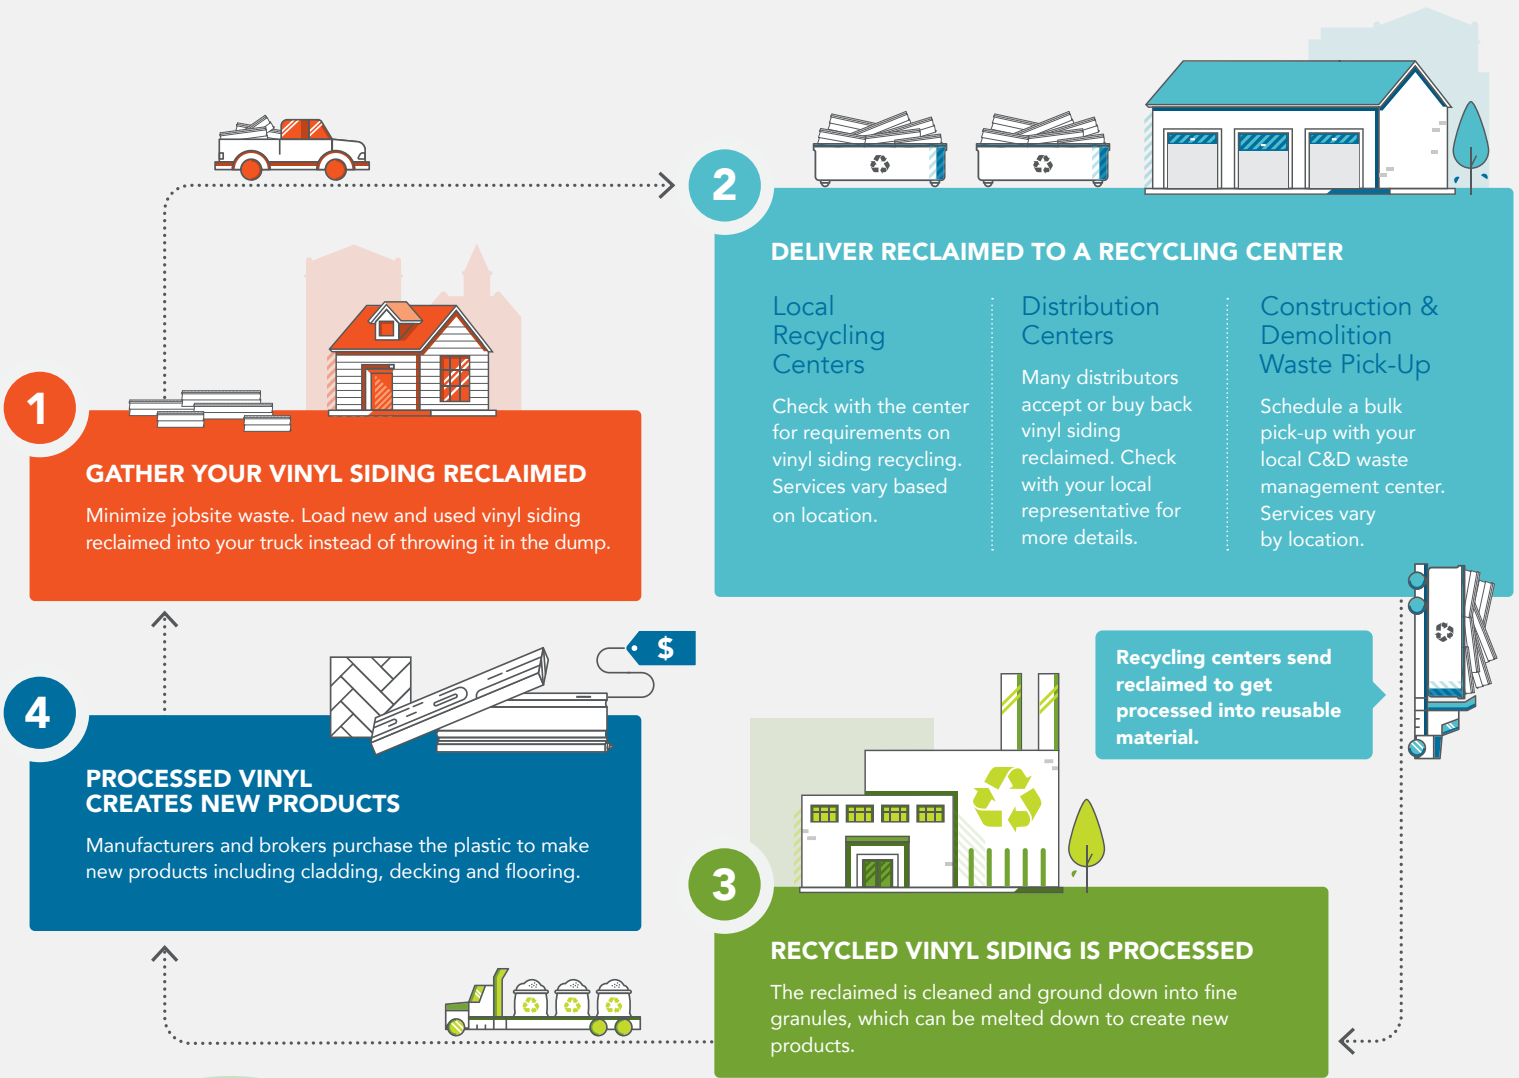 1
GATHER YOUR VINYL SIDING RECLAIMED
Minimize jobsite waste. Load new and used vinyl siding
reclaimed into your truck instead of throwing it in the dump.
2
DELIVER RECLAIMED TO A RECYCLING CENTER
Local
Recycling
Centers
Check with the center
for requirements on
vinyl siding recycling.
Services vary based
on location.
Distribution
Centers
Many distributors
accept or buy back
vinyl siding
reclaimed. Check
with your local
representative for
more details.
Construction &
Demolition
Waste Pick-Up
Schedule a bulk
pick-up with your
local C&D waste
management center.
Services vary
by location.
Recycling centers send
reclaimed to get
processed into reusable
material.
3
RECYCLED VINYL SIDING IS PROCESSED
The reclaimed is cleaned and ground down into fine
granules, which can be melted down to create new
products.
4
$
PROCESSED VINYL
CREATES NEW PRODUCTS
Manufacturers and brokers purchase the plastic to make
new products including cladding, decking and flooring.